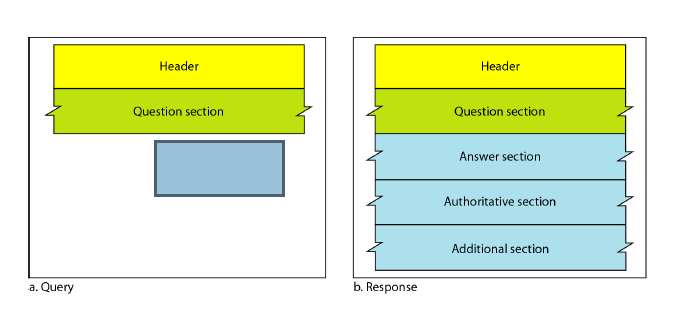 Header
Question section
a. Query
Header
Question section
Answer section
Authoritative section
Additional section
b. Response